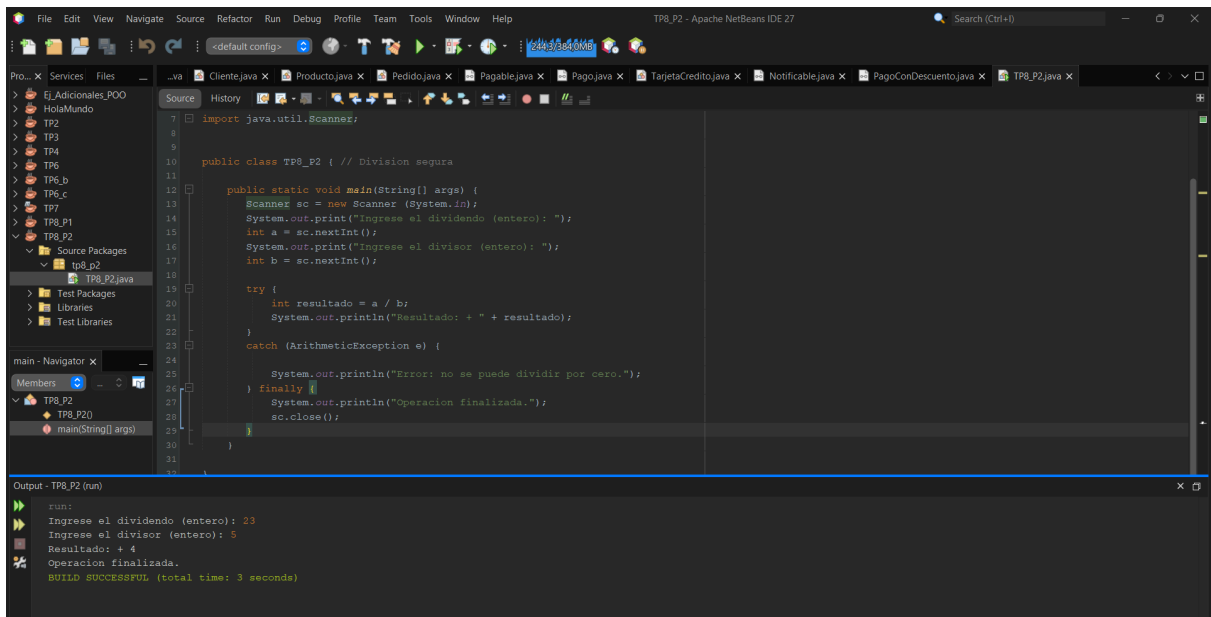 File Edit View Navigate Source Refactor Run Debug Profile Team Tools Window Help TP8_P2 - Apache NetBeans IDE 27 Search (Ctrl+I)
<default config> 244,3/384,0MB
Pro... Services Files
...va Cliente.java Producto.java Pedido.java Pagable.java Pago.java TarjetaCredito.java Notificable.java PagoConDescuento.java TP8_P2.java
Source History
Ej_Adicionales_POO
HolaMundo
TP2
TP3
TP4
TP6
TP6_b
TP6_c
TP7
TP8_P1
TP8_P2
Source Packages
tp8_p2
TP8_P2.java
Test Packages
Libraries
Test Libraries
main - Navigator
Members
TP8_P2
TP8_P2()
main(String[] args)
7 import java.util.Scanner;
8
9
10 public class TP8_P2 { // Division segura
11
12 public static void main(String[] args) {
13 Scanner sc = new Scanner (System.in);
14 System.out.print("Ingrese el dividendo (entero): ");
15 int a = sc.nextInt();
16 System.out.print("Ingrese el divisor (entero): ");
17 int b = sc.nextInt();
18
19 try {
20 int resultado = a / b;
21 System.out.println("Resultado: + " + resultado);
22 }
23 catch (ArithmeticException e) {
24
25 System.out.println("Error: no se puede dividir por cero.");
26 } finally {
27 System.out.println("Operacion finalizada.");
28 sc.close();
29 }
30 }
31
32 }
Output - TP8_P2 (run)
run:
Ingrese el dividendo (entero): 23
Ingrese el divisor (entero): 5
Resultado: + 4
Operacion finalizada.
BUILD SUCCESSFUL (total time: 3 seconds)